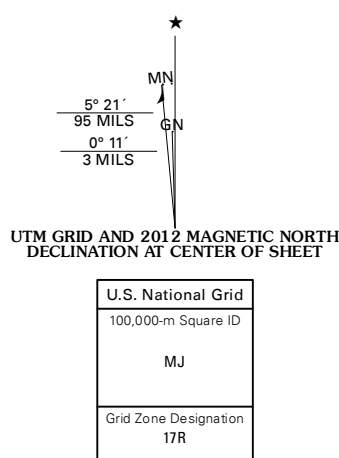 ★
MN
5° 21´
95 MILS
GN
0° 11´
3 MILS
UTM GRID AND 2012 MAGNETIC NORTH
DECLINATION AT CENTER OF SHEET
U.S. National Grid
100,000-m Square ID
MJ
Grid Zone Designation
17R